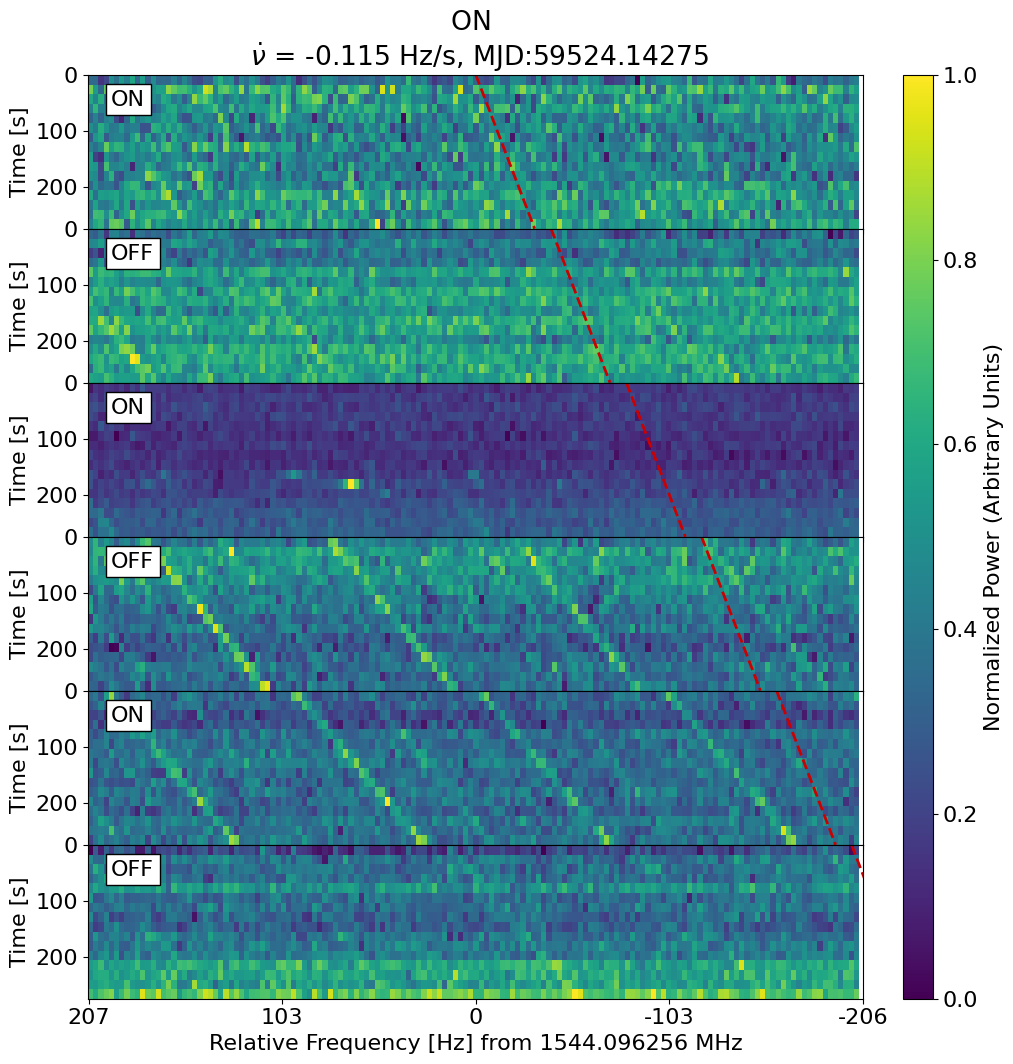 ON
ν̇ = -0.115 Hz/s, MJD:59524.14275
0
100
200
Time [s]
ON
0
100
200
Time [s]
OFF
0
100
200
Time [s]
ON
0
100
200
Time [s]
OFF
0
100
200
Time [s]
ON
0
100
200
Time [s]
OFF
207
103
0
-103
-206
Relative Frequency [Hz] from 1544.096256 MHz
1.0
0.8
0.6
0.4
0.2
0.0
Normalized Power (Arbitrary Units)